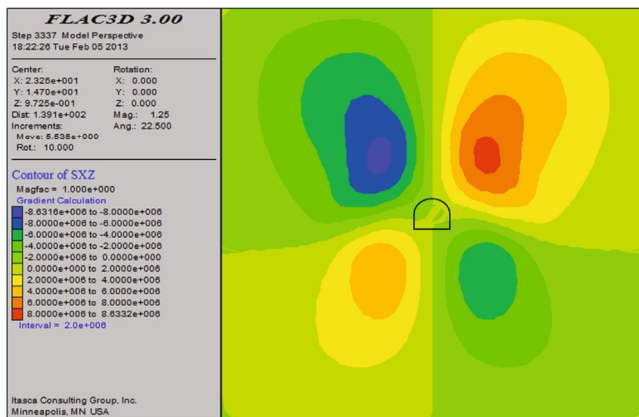 FLAC3D 3.00
Step 3337 Model Perspective
18:22:26 Tue Feb 05 2013
Center:
X: 2.325e+001
Y: 1.470e+001
Z: 9.725e-001
Dist: 1.391e+002
Rotation:
X: 0.000
Y: 0.000
Z: 0.000
Mag.: 1.25
Ang.: 22.500
Increments:
Move: 5.535e+000
Rot.: 10.000
Contour of SXZ
Magfac = 1.000e+000
Gradient Calculation
-8.6316e+006 to -8.0000e+006
-8.0000e+006 to -6.0000e+006
-6.0000e+006 to -4.0000e+006
-4.0000e+006 to -2.0000e+006
-2.0000e+006 to 0.0000e+000
0.0000e+000 to 2.0000e+006
2.0000e+006 to 4.0000e+006
4.0000e+006 to 6.0000e+006
6.0000e+006 to 8.0000e+006
8.0000e+006 to 8.6332e+006
Interval = 2.0e+006
Itasca Consulting Group, Inc.
Minneapolis, MN USA